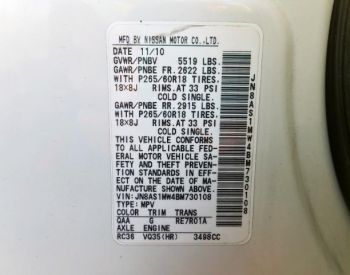 MFD BY NISSAN MOTOR CO.,LTD.
DATE 11/10
GVWR/PNBV 5519 LBS.
GAWR/PNBE FR. 2622 LBS.
WITH P265/60R18 TIRES
18X8J RIMS.AT 33 PSI
COLD SINGLE.
GAWR/PNBE RR. 2915 LBS.
WITH P265/60R18 TIRES
18X8J RIMS.AT 33 PSI
COLD SINGLE.
THIS VEHICLE CONFORMS
TO ALL APPLICABLE FED-
ERAL MOTOR VEHICLE SA-
FETY AND THEFT PREVEN-
TION STANDARDS IN EFF-
ECT ON THE DATE OF MA-
NUFACTURE SHOWN ABOVE.
VIN:JN8AS1MW4BM730108
TYPE: MPV
COLOR TRIM TRANS AXLE
QAA G RE7R01A
AXLE ENGINE
RC36 VQ35(HR) 3498CC
JN8AS1MW4BM730108